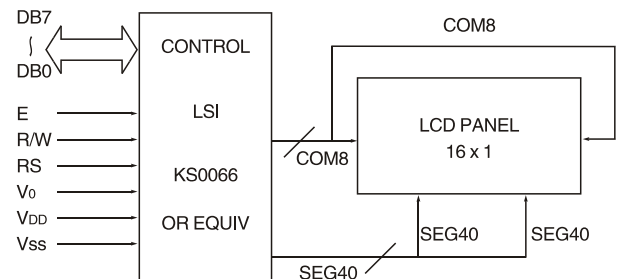 DB7
DB0
E
R/W
RS
V0
VDD
Vss
CONTROL
LSI
KS0066
OR EQUIV
COM8
COM8
LCD PANEL
16 x 1
SEG40
SEG40
SEG40